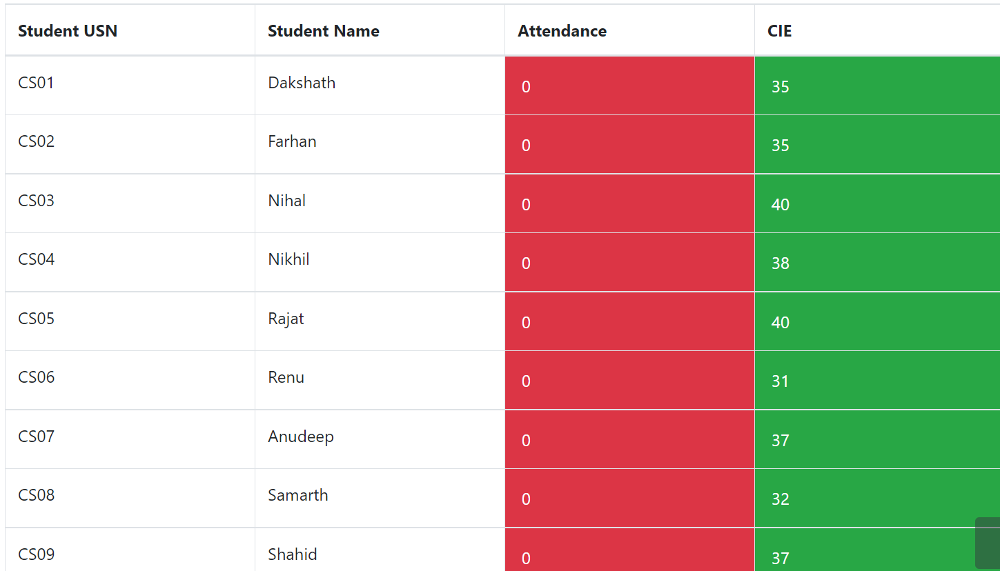 Student USN Student Name Attendance CIE
CS01 Dakshath 0 35
CS02 Farhan 0 35
CS03 Nihal 0 40
CS04 Nikhil 0 38
CS05 Rajat 0 40
CS06 Renu 0 31
CS07 Anudeep 0 37
CS08 Samarth 0 32
CS09 Shahid 0 37